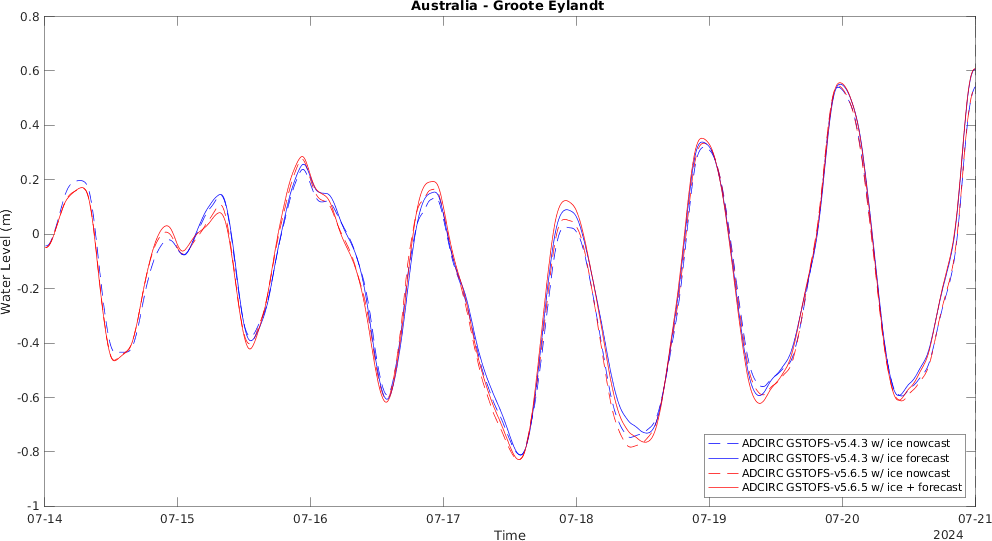 Australia - Groote Eylandt
0.8
0.6
0.4
0.2
0
-0.2
-0.4
-0.6
-0.8
-1
Water Level (m)
ADCIRC GSTOFS-v5.4.3 w/ ice nowcast
ADCIRC GSTOFS-v5.4.3 w/ ice forecast
ADCIRC GSTOFS-v5.6.5 w/ ice nowcast
ADCIRC GSTOFS-v5.6.5 w/ ice + forecast
07-14 07-15 07-16 07-17 07-18 07-19 07-20 07-21
Time
2024